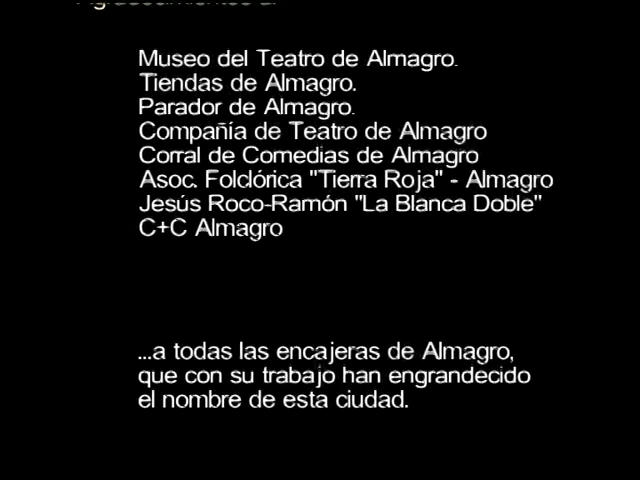 Agradecimientos a:
Museo del Teatro de Almagro.
Tiendas de Almagro.
Parador de Almagro.
Compañía de Teatro de Almagro
Corral de Comedias de Almagro
Asoc. Folclórica "Tierra Roja" - Almagro
Jesús Roco-Ramón "La Blanca Doble"
C+C Almagro
...a todas las encajeras de Almagro,
que con su trabajo han engrandecido
el nombre de esta ciudad.